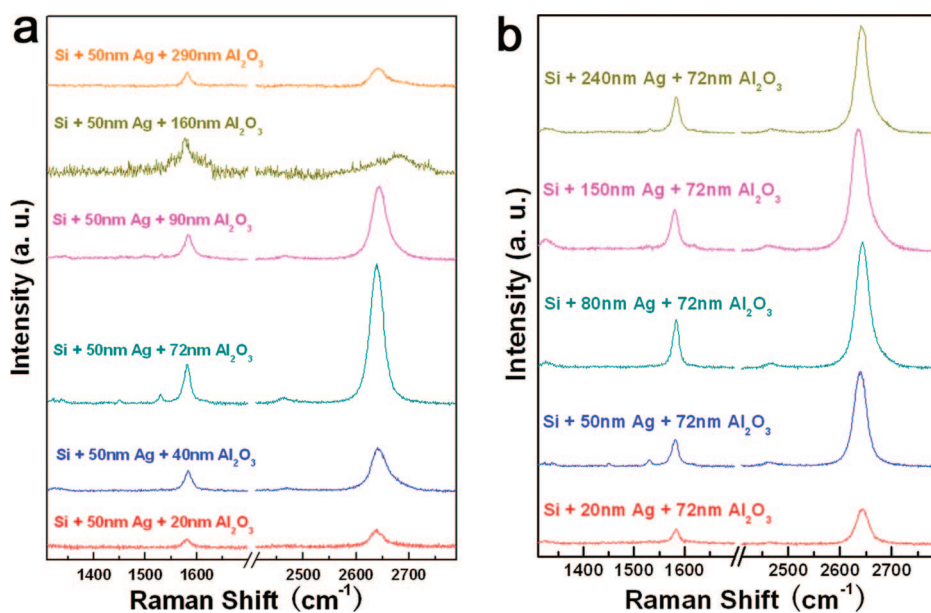 a
Intensity (a. u.)
Si + 50nm Ag + 290nm Al₂O₃
Si + 50nm Ag + 160nm Al₂O₃
Si + 50nm Ag + 90nm Al₂O₃
Si + 50nm Ag + 72nm Al₂O₃
Si + 50nm Ag + 40nm Al₂O₃
Si + 50nm Ag + 20nm Al₂O₃
1400 1500 1600 2500 2600 2700
Raman Shift (cm⁻¹)
b
Intensity (a. u.)
Si + 240nm Ag + 72nm Al₂O₃
Si + 150nm Ag + 72nm Al₂O₃
Si + 80nm Ag + 72nm Al₂O₃
Si + 50nm Ag + 72nm Al₂O₃
Si + 20nm Ag + 72nm Al₂O₃
1400 1500 1600 2500 2600 2700
Raman Shift (cm⁻¹)